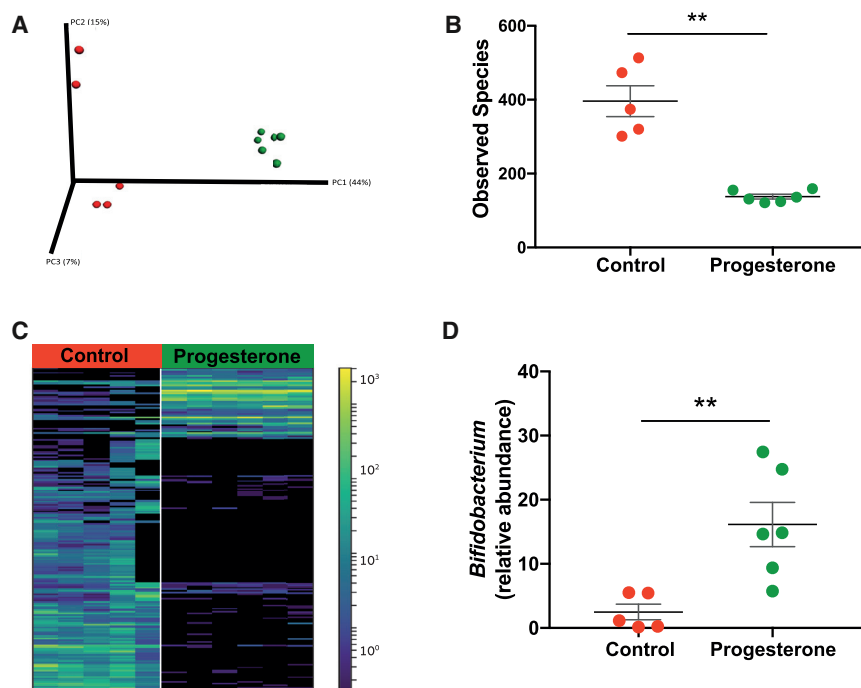 A
PC2 (15%)
PC1 (44%)
PC3 (7%)
B
**
600
400
200
0
Observed Species
Control
Progesterone
C
Control
Progesterone
10³
10²
10¹
10⁰
D
**
40
30
20
10
0
Bifidobacterium
(relative abundance)
Control
Progesterone